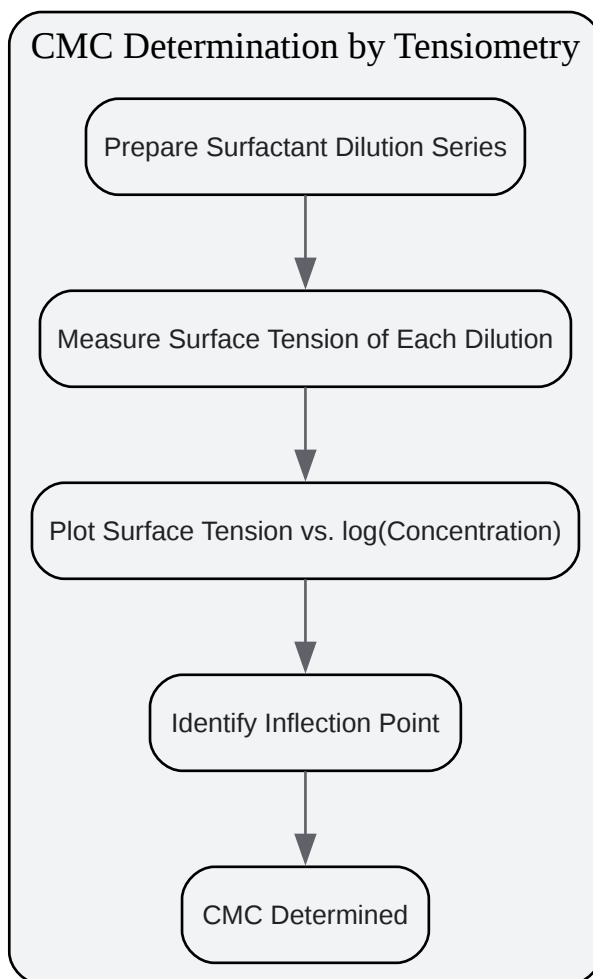 CMC Determination by Tensiometry
Prepare Surfactant Dilution Series
Measure Surface Tension of Each Dilution
Plot Surface Tension vs. log(Concentration)
Identify Inflection Point
CMC Determined